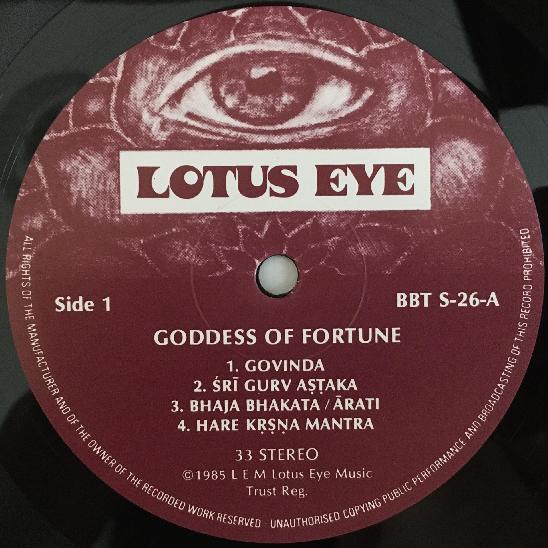 LOTUS EYE
Side 1
BBT S-26-A
GODDESS OF FORTUNE
1. GOVINDA
2. ŚRĪ GURV AṢṬAKA
3. BHAJA BHAKATA / ĀRATI
4. HARE KṚṢṆA MANTRA
33 STEREO
©1985 L E M Lotus Eye Music
Trust Reg.
ALL RIGHTS OF THE MANUFACTURER AND OF THE OWNER OF THE RECORDED WORK RESERVED - UNAUTHORISED COPYING PUBLIC PERFORMANCE AND BROADCASTING OF THIS RECORD PROHIBITED